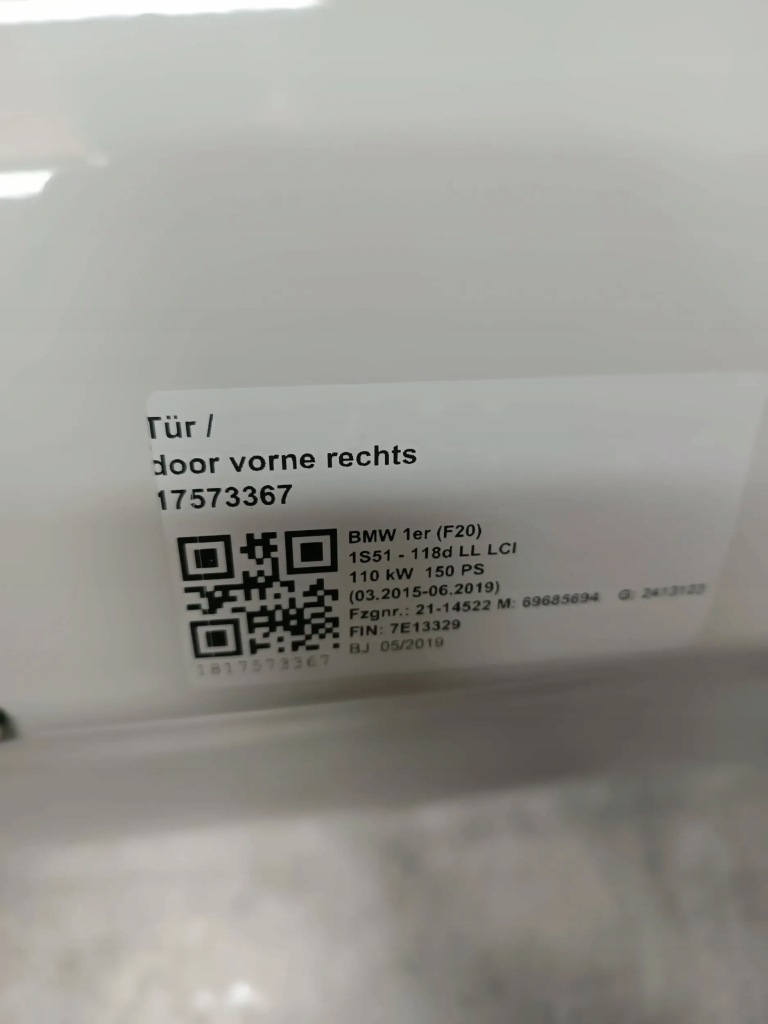 Tür /
door vorne rechts
17573367
BMW 1er (F20)
1S51 - 118d LL LCI
110 kW 150 PS
(03.2015-06.2019)
Fzgnr.: 21-14522 M: 69685694 G: 2413123
FIN: 7E13329
BJ 05/2019
1817573367